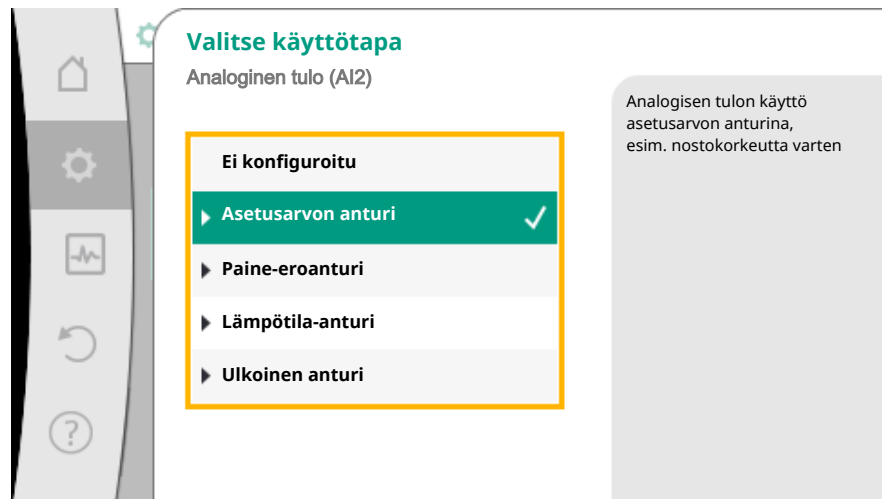 Valitse käyttötapa
Analoginen tulo (AI2)
Ei konfiguroitu
Asetusarvon anturi
Paine-eroanturi
Lämpötila-anturi
Ulkoinen anturi
Analogisen tulon käyttö
asetusarvon anturina,
esim. nostokorkeutta varten
?